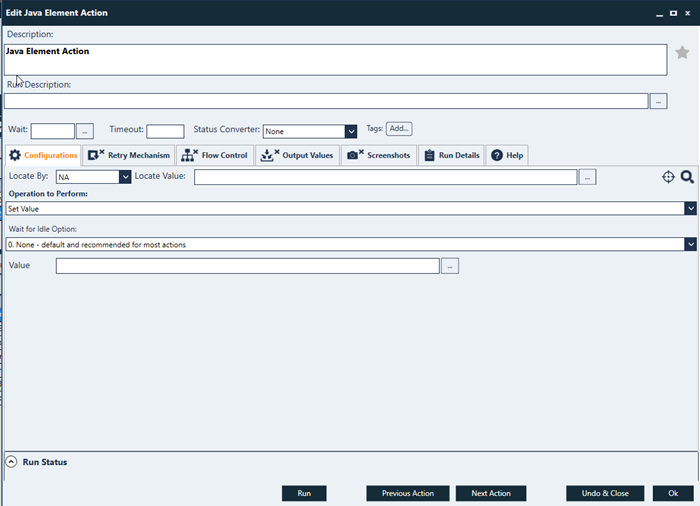 Edit Java Element Action
Description:
Java Element Action
Run Description:
...
Wait: ... Timeout: Status Converter: None Tags: Add...
Configurations Retry Mechanism Flow Control Output Values Screenshots Run Details Help
Locate By: NA Locate Value: ...
Operation to Perform:
Set Value
Wait for Idle Option:
0. None - default and recommended for most actions
Value ...
Run Status
Run Previous Action Next Action Undo & Close Ok